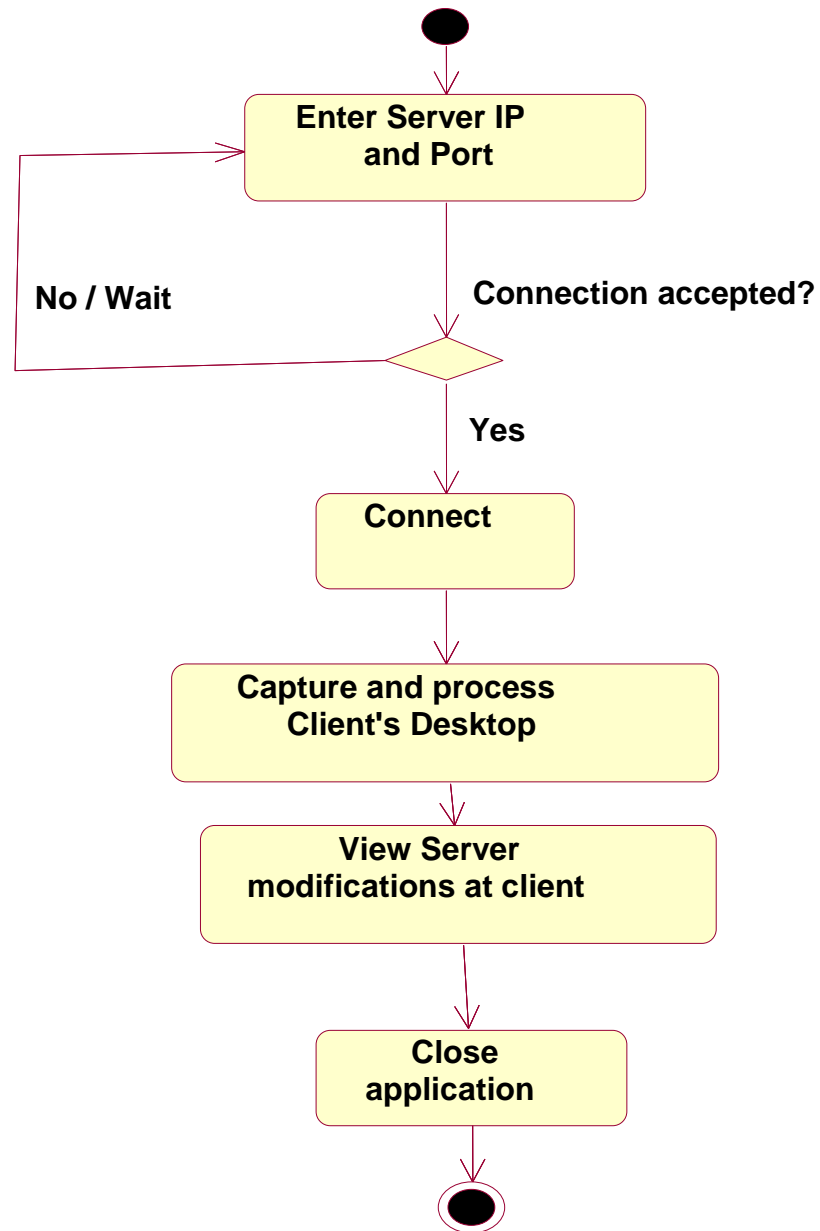 Enter Server IP
and Port
No / Wait
Connection accepted?
Yes
Connect
Capture and process
Client's Desktop
View Server
modifications at client
Close
application